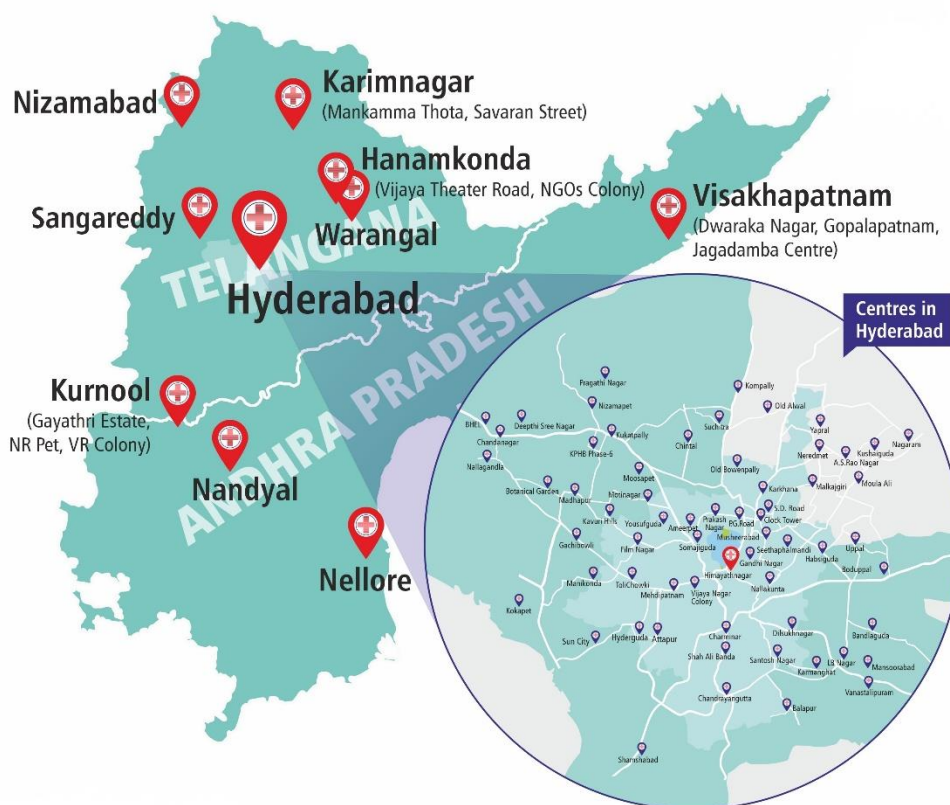 Nizamabad
Karimnagar
(Mankamma Thota, Savaran Street)
Hanamkonda
(Vijaya Theater Road, NGOs Colony)
Warangal
Sangareddy
TELANGANA
Hyderabad
Visakhapatnam
(Dwaraka Nagar, Gopalapatnam,
Jagadamba Centre)
ANDHRA PRADESH
Kurnool
(Gayathri Estate,
NR Pet, VR Colony)
Nandyal
Nellore
Centres in
Hyderabad
Pragathi Nagar
Kompally
Nizamapet
Old Alwal
BHEL
Deepthi Sree Nagar
Suchitra
Yapral
Chandanagar
Kukatpally
Chintal
Kushaiguda
Nagaram
KPHB Phase-6
Neredmet
A.S.Rao Nagar
Nallagandla
Moosapet
Old Bowenpally
Moula Ali
Botanical Garden
Madhapur
Motinagar
Karkhana
Malkajgiri
Kavuri Hills
Yousufguda
Ameerpet
Prakash
Nagar
P.G.Road
S.D. Road
Clock Tower
Gachibowli
Film Nagar
Somajiguda
Musheerabad
Seethaphalmandi
Habsiguda
Uppal
Gandhi Nagar
Himayathnagar
Boduppal
Manikonda
ToliChowki
Mehdipatnam
Vijaya Nagar
Colony
Nallakunta
Kokapet
Sun City
Hyderguda
Attapur
Charminar
Dilsukhnagar
Bandlaguda
Shah Ali Banda
Santosh Nagar
Karmanghat
LB Nagar
Mansoorabad
Vanastalipuram
Chandrayangutta
Balapur
Shamshabad